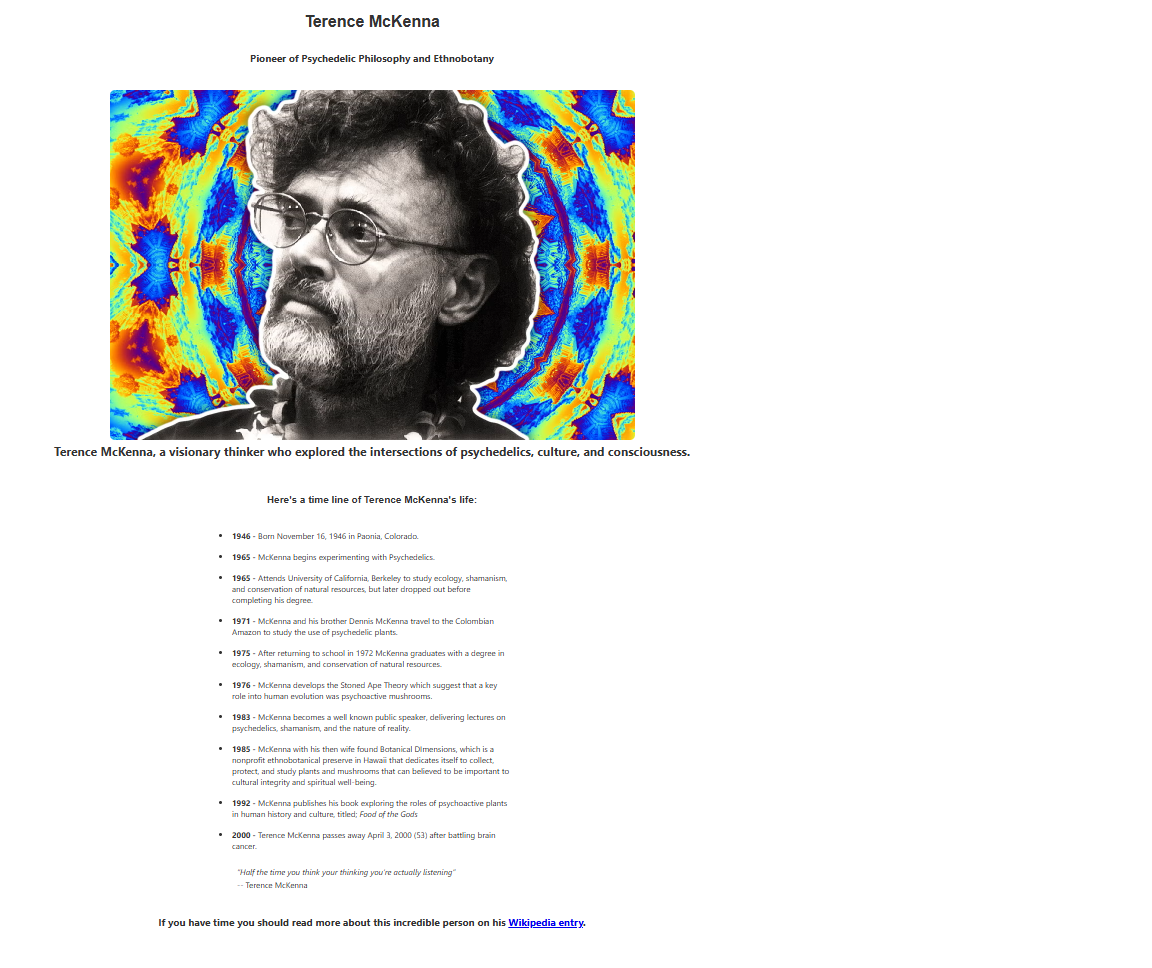 Terence McKenna
Pioneer of Psychedelic Philosophy and Ethnobotany
Terence McKenna, a visionary thinker who explored the intersections of psychedelics, culture, and consciousness.
Here's a time line of Terence McKenna's life:
• 1946 - Born November 16, 1946 in Paonia, Colorado.
• 1965 - McKenna begins experimenting with Psychedelics.
• 1965 - Attends University of California, Berkeley to study ecology, shamanism,
and conservation of natural resources, but later dropped out before
completing his degree.
• 1971 - McKenna and his brother Dennis McKenna travel to the Colombian
Amazon to study the use of psychedelic plants.
• 1975 - After returning to school in 1972 McKenna graduates with a degree in
ecology, shamanism, and conservation of natural resources.
• 1976 - McKenna develops the Stoned Ape Theory which suggest that a key
role into human evolution was psychoactive mushrooms.
• 1983 - McKenna becomes a well known public speaker, delivering lectures on
psychedelics, shamanism, and the nature of reality.
• 1985 - McKenna with his then wife found Botanical DImensions, which is a
nonprofit ethnobotanical preserve in Hawaii that dedicates itself to collect,
protect, and study plants and mushrooms that can believed to be important to
cultural integrity and spiritual well-being.
• 1992 - McKenna publishes his book exploring the roles of psychoactive plants
in human history and culture, titled; Food of the Gods
• 2000 - Terence McKenna passes away April 3, 2000 (53) after battling brain
cancer.
"Half the time you think your thinking you're actually listening"
-- Terence McKenna
If you have time you should read more about this incredible person on his Wikipedia entry.